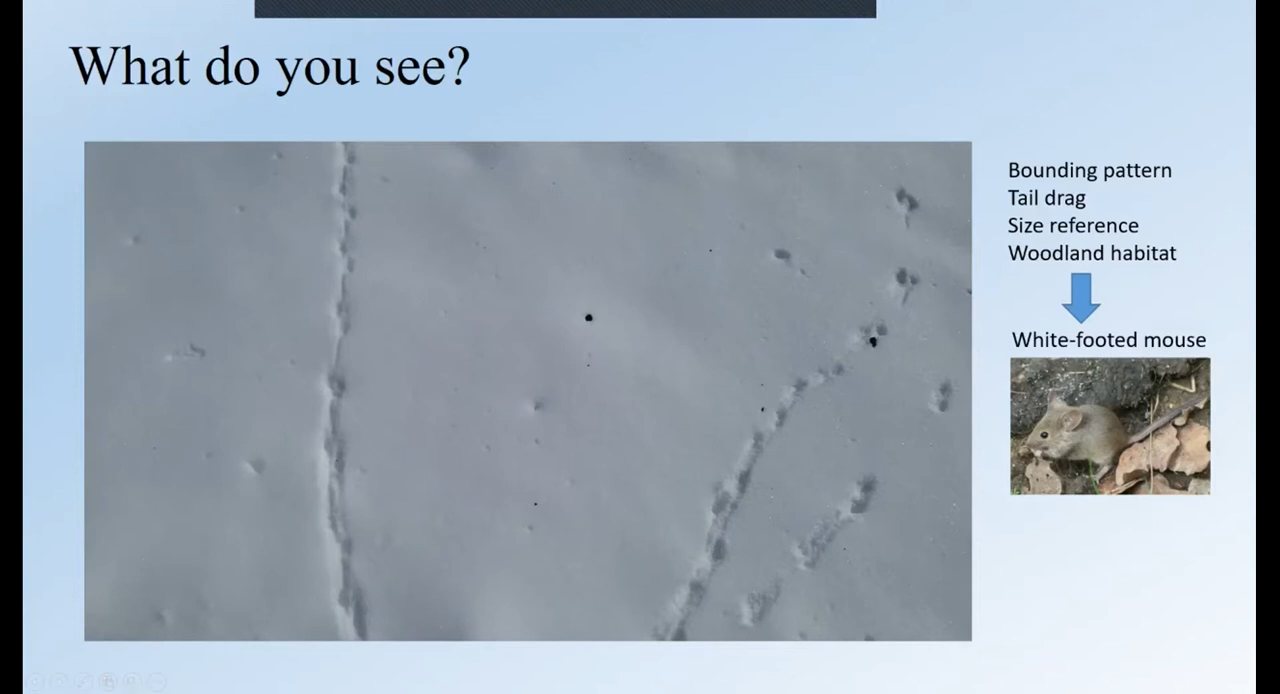 What do you see?
Bounding pattern
Tail drag
Size reference
Woodland habitat
White-footed mouse